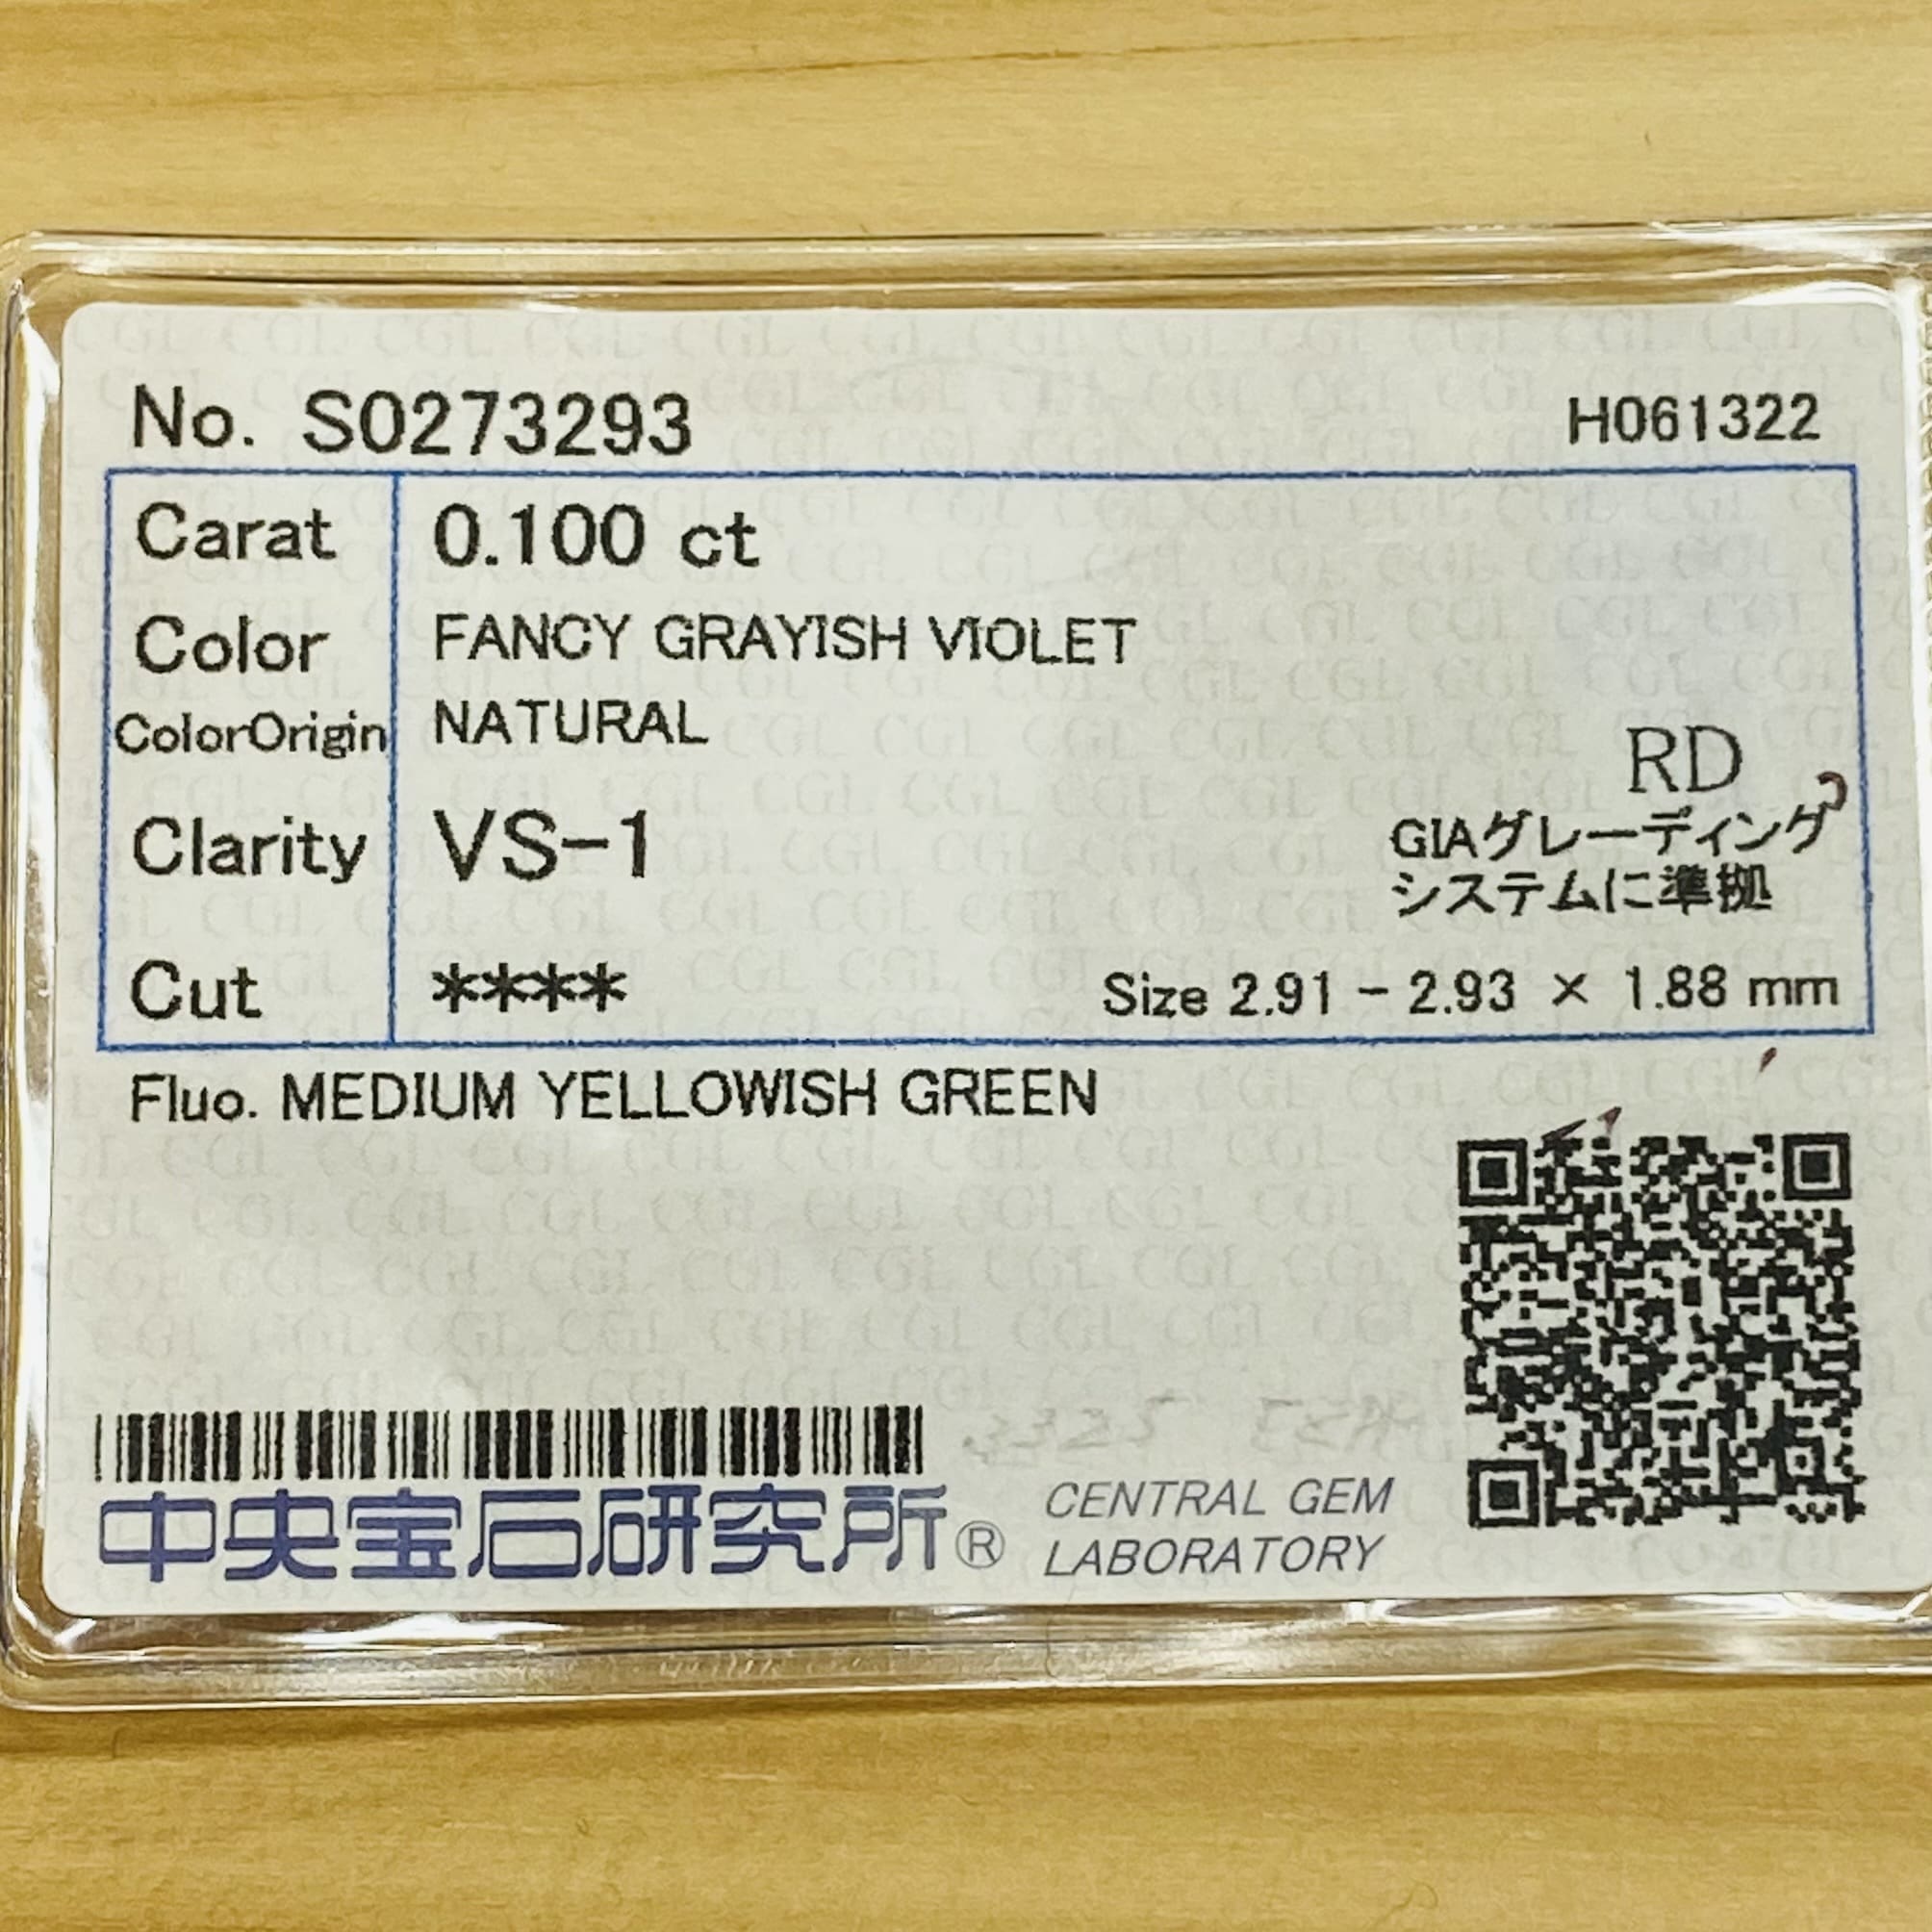 No. S0273293 H061322
Carat 0.100 ct
Color FANCY GRAYISH VIOLET
ColorOrigin NATURAL
RD
Clarity VS-1
GIAグレーディング
システムに準拠
Cut ****
Size 2.91 - 2.93 × 1.88 mm
Fluo. MEDIUM YELLOWISH GREEN
中央宝石研究所®
CENTRAL GEM
LABORATORY